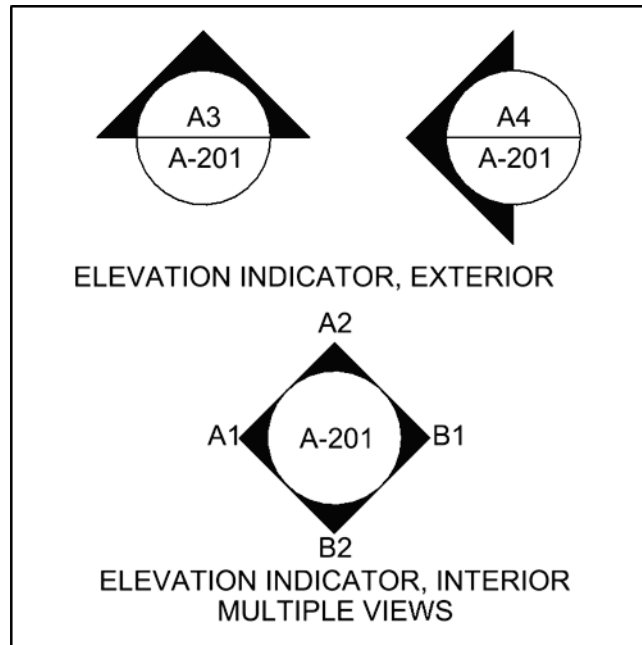 A3
A-201
A4
A-201
ELEVATION INDICATOR, EXTERIOR
A2
A1
A-201
B1
B2
ELEVATION INDICATOR, INTERIOR
MULTIPLE VIEWS